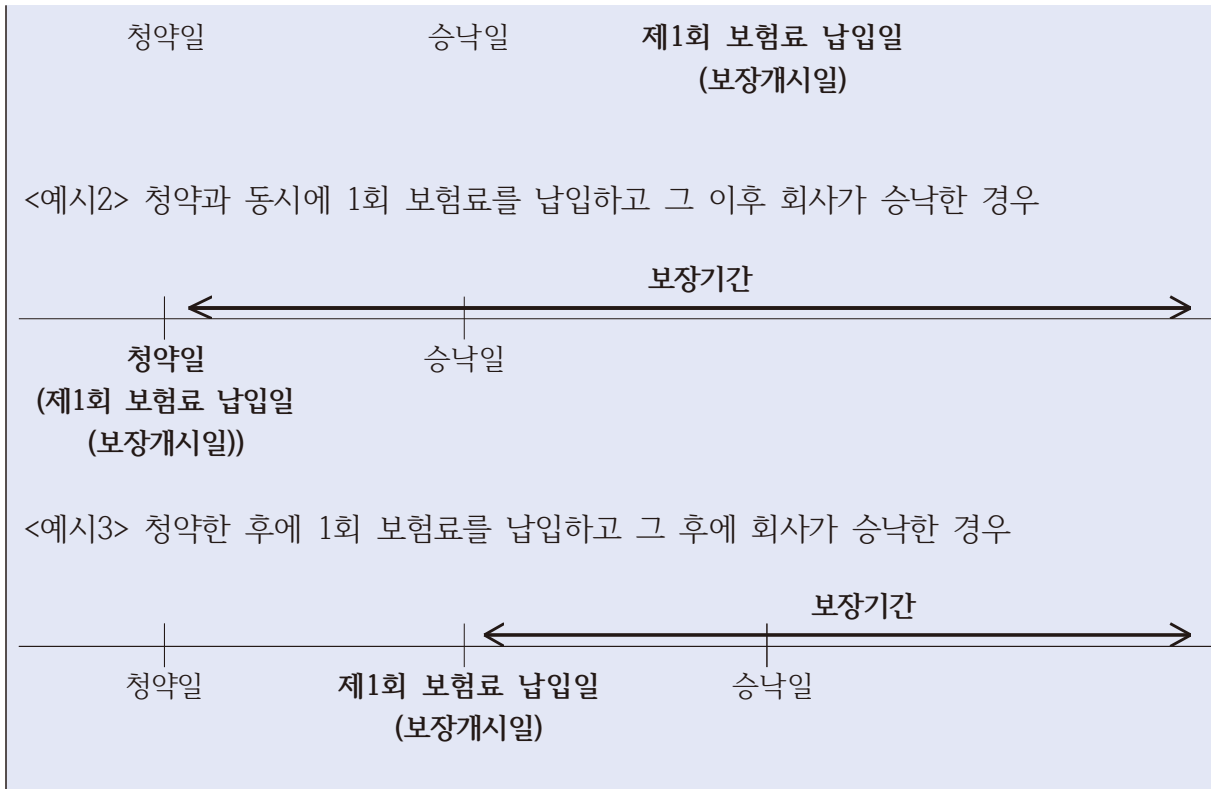 청약일 승낙일 제1회 보험료 납입일
(보장개시일)
<예시2> 청약과 동시에 1회 보험료를 납입하고 그 이후 회사가 승낙한 경우
보장기간
청약일 승낙일
(제1회 보험료 납입일
(보장개시일))
<예시3> 청약한 후에 1회 보험료를 납입하고 그 후에 회사가 승낙한 경우
보장기간
청약일 제1회 보험료 납입일 승낙일
(보장개시일)